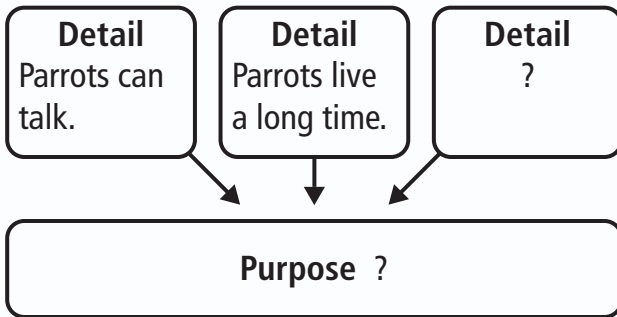 Detail
Parrots can
talk.
Detail
Parrots live
a long time.
Detail
?
Purpose ?